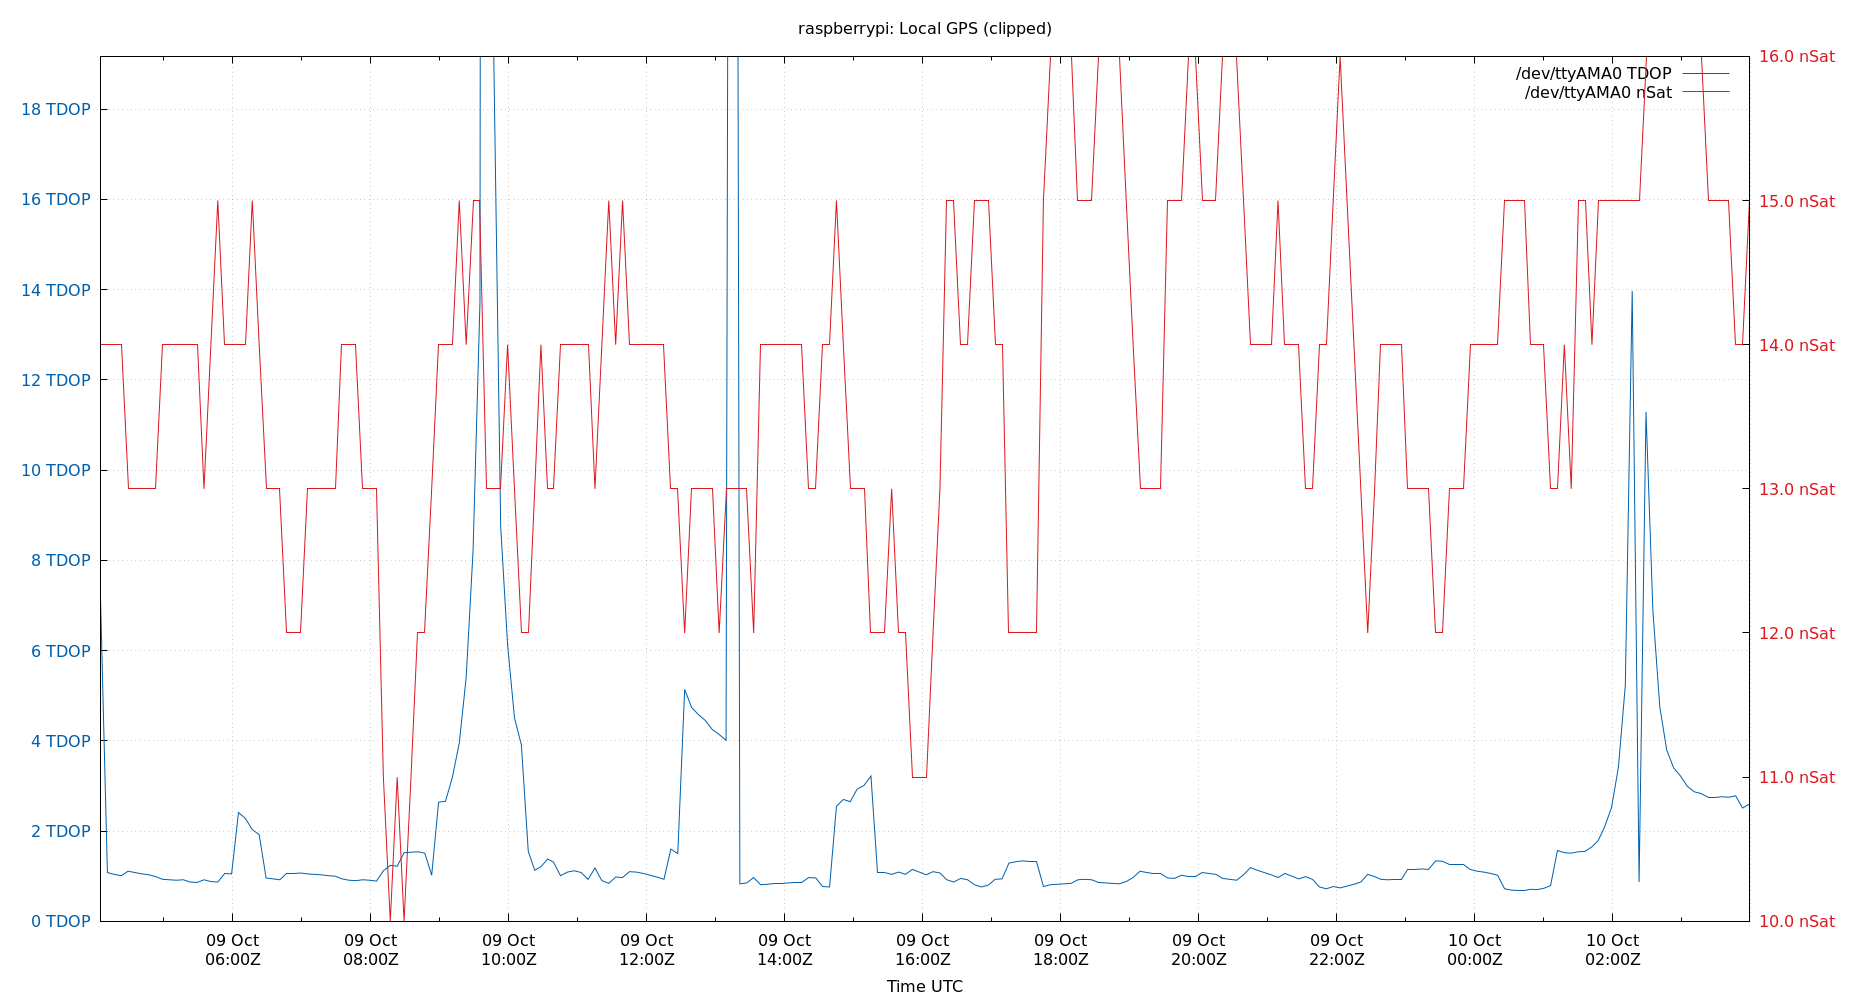 raspberrypi: Local GPS (clipped)
/dev/ttyAMA0 TDOP
/dev/ttyAMA0 nSat
18 TDOP
16 TDOP
14 TDOP
12 TDOP
10 TDOP
8 TDOP
6 TDOP
4 TDOP
2 TDOP
0 TDOP
16.0 nSat
15.0 nSat
14.0 nSat
13.0 nSat
12.0 nSat
11.0 nSat
10.0 nSat
09 Oct
06:00Z
09 Oct
08:00Z
09 Oct
10:00Z
09 Oct
12:00Z
09 Oct
14:00Z
09 Oct
16:00Z
09 Oct
18:00Z
09 Oct
20:00Z
09 Oct
22:00Z
10 Oct
00:00Z
10 Oct
02:00Z
Time UTC